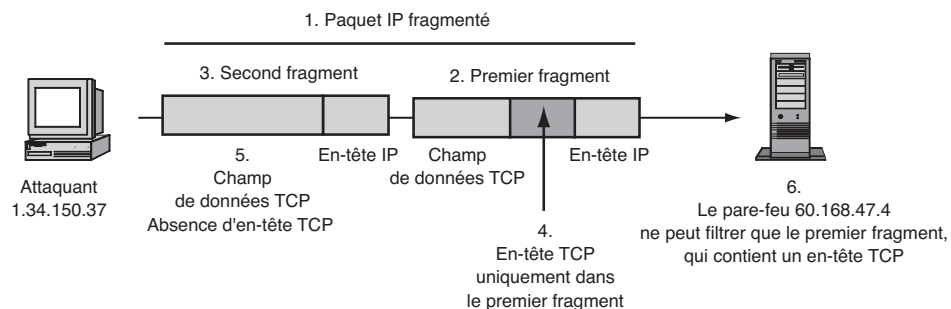 1. Paquet IP fragmenté
3. Second fragment
2. Premier fragment
5.
Champ
de données TCP
Absence d'en-tête TCP
En-tête IP
Champ
de données TCP
En-tête IP
Attaquant
1.34.150.37
4.
En-tête TCP
uniquement dans
le premier fragment
6.
Le pare-feu 60.168.47.4
ne peut filtrer que le premier fragment,
qui contient un en-tête TCP